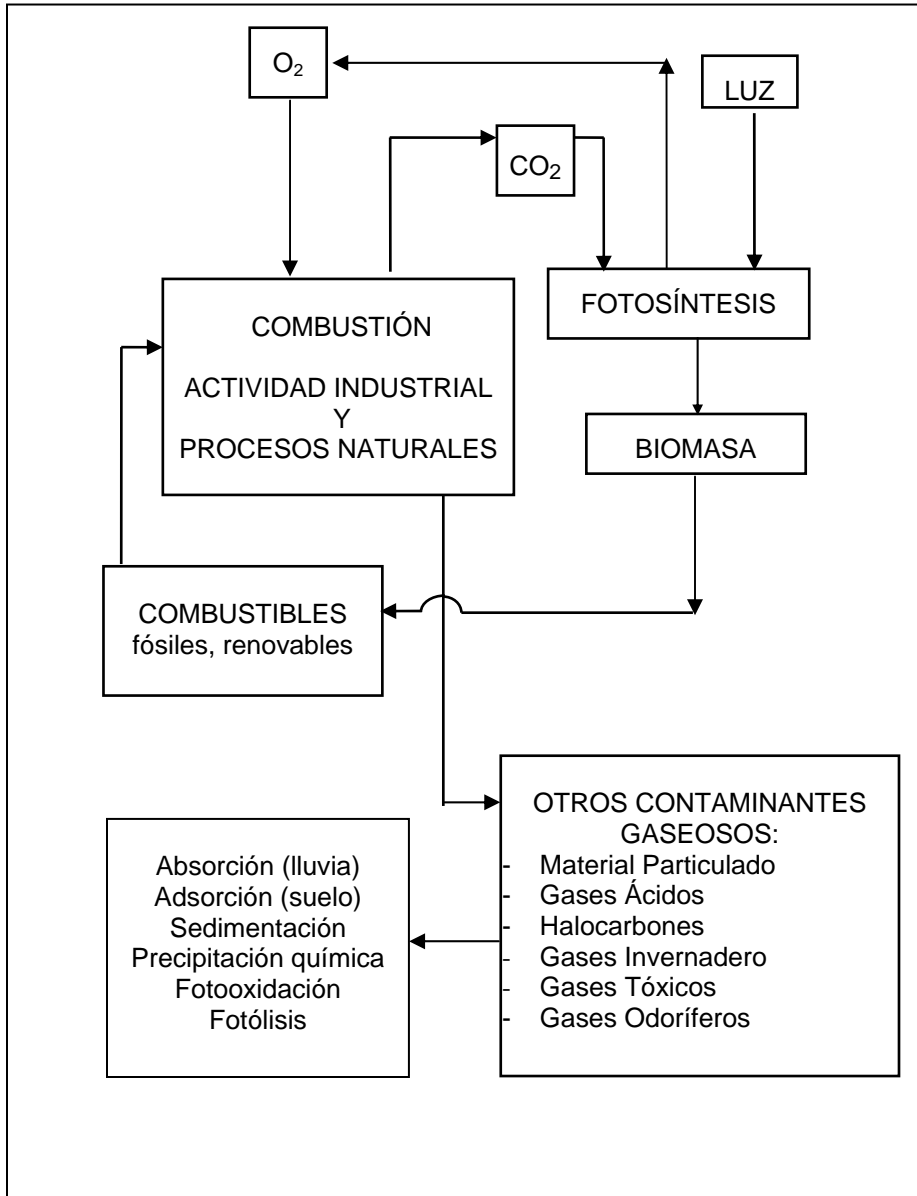 O₂
LUZ
CO₂
FOTOSÍNTESIS
COMBUSTIÓN
ACTIVIDAD INDUSTRIAL
Y
PROCESOS NATURALES
BIOMASA
COMBUSTIBLES
fósiles, renovables
OTROS CONTAMINANTES
GASEOSOS:
- Material Particulado
- Gases Ácidos
- Halocarbones
- Gases Invernadero
- Gases Tóxicos
- Gases Odoríferos
Absorción (lluvia)
Adsorción (suelo)
Sedimentación
Precipitación química
Fotooxidación
Fotólisis